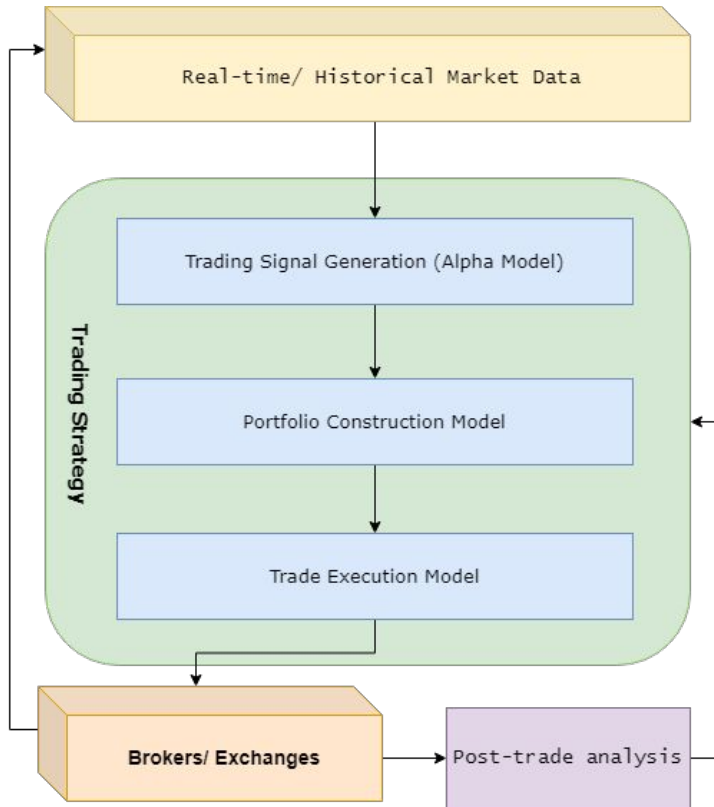 Real-time/ Historical Market Data
Trading Signal Generation (Alpha Model)
Trading Strategy
Portfolio Construction Model
Trade Execution Model
Brokers/ Exchanges
Post-trade analysis